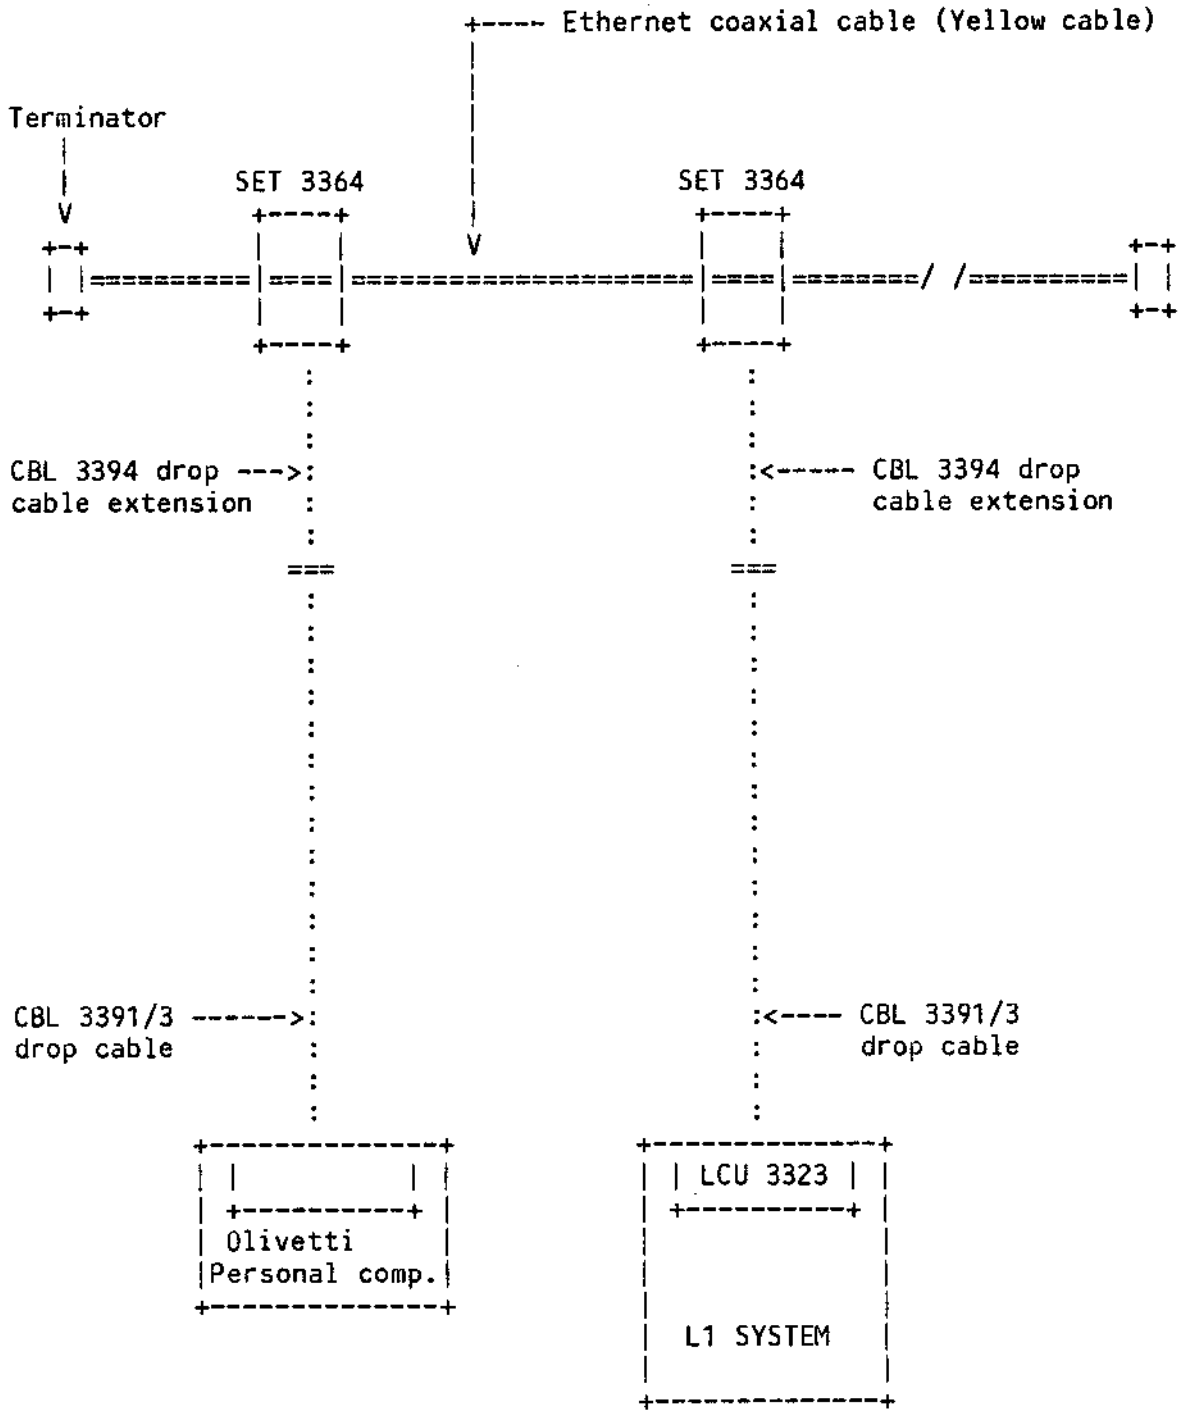 Ethernet coaxial cable (Yellow cable)
Terminator
SET 3364
SET 3364
CBL 3394 drop
cable extension
CBL 3394 drop
cable extension
CBL 3391/3
drop cable
CBL 3391/3
drop cable
LCU 3323
Olivetti
Personal comp.
L1 SYSTEM